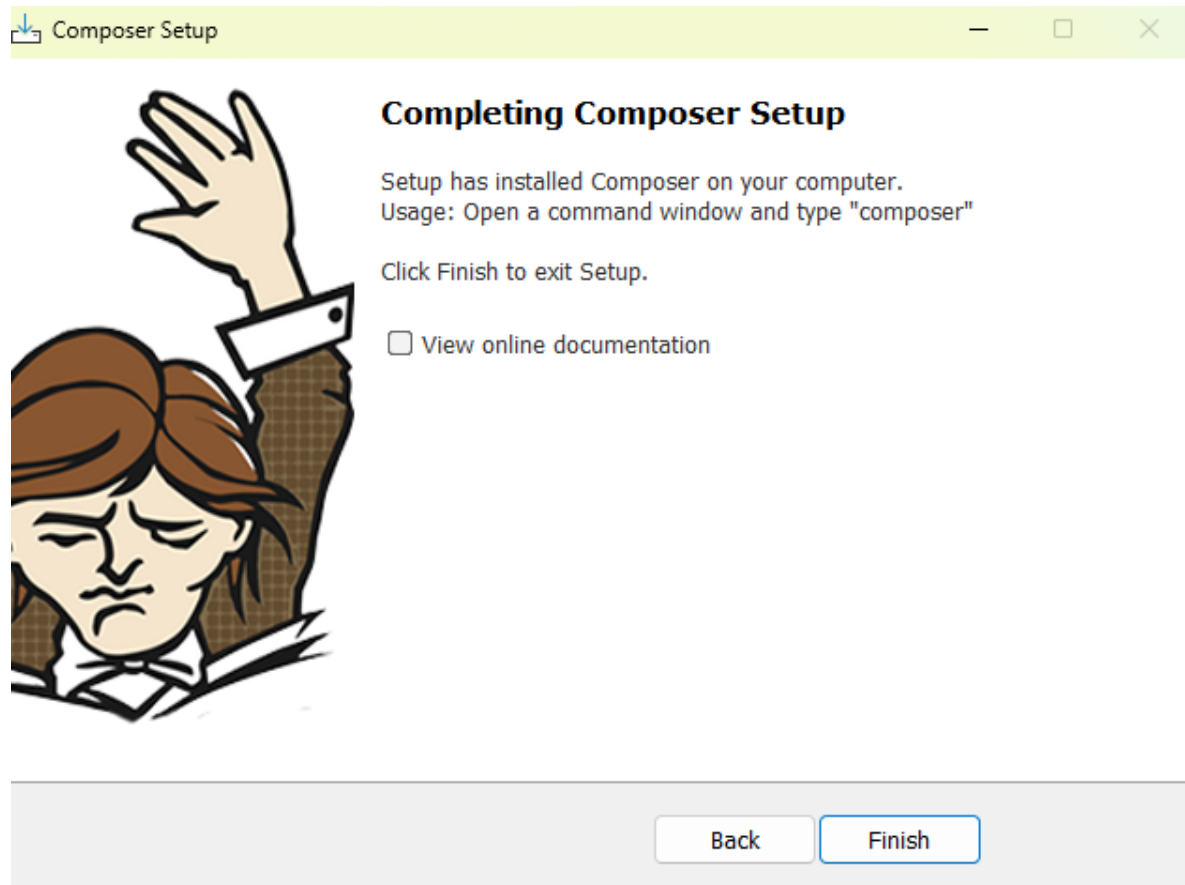 Composer Setup
Completing Composer Setup
Setup has installed Composer on your computer.
Usage: Open a command window and type "composer"
Click Finish to exit Setup.
View online documentation
Back
Finish